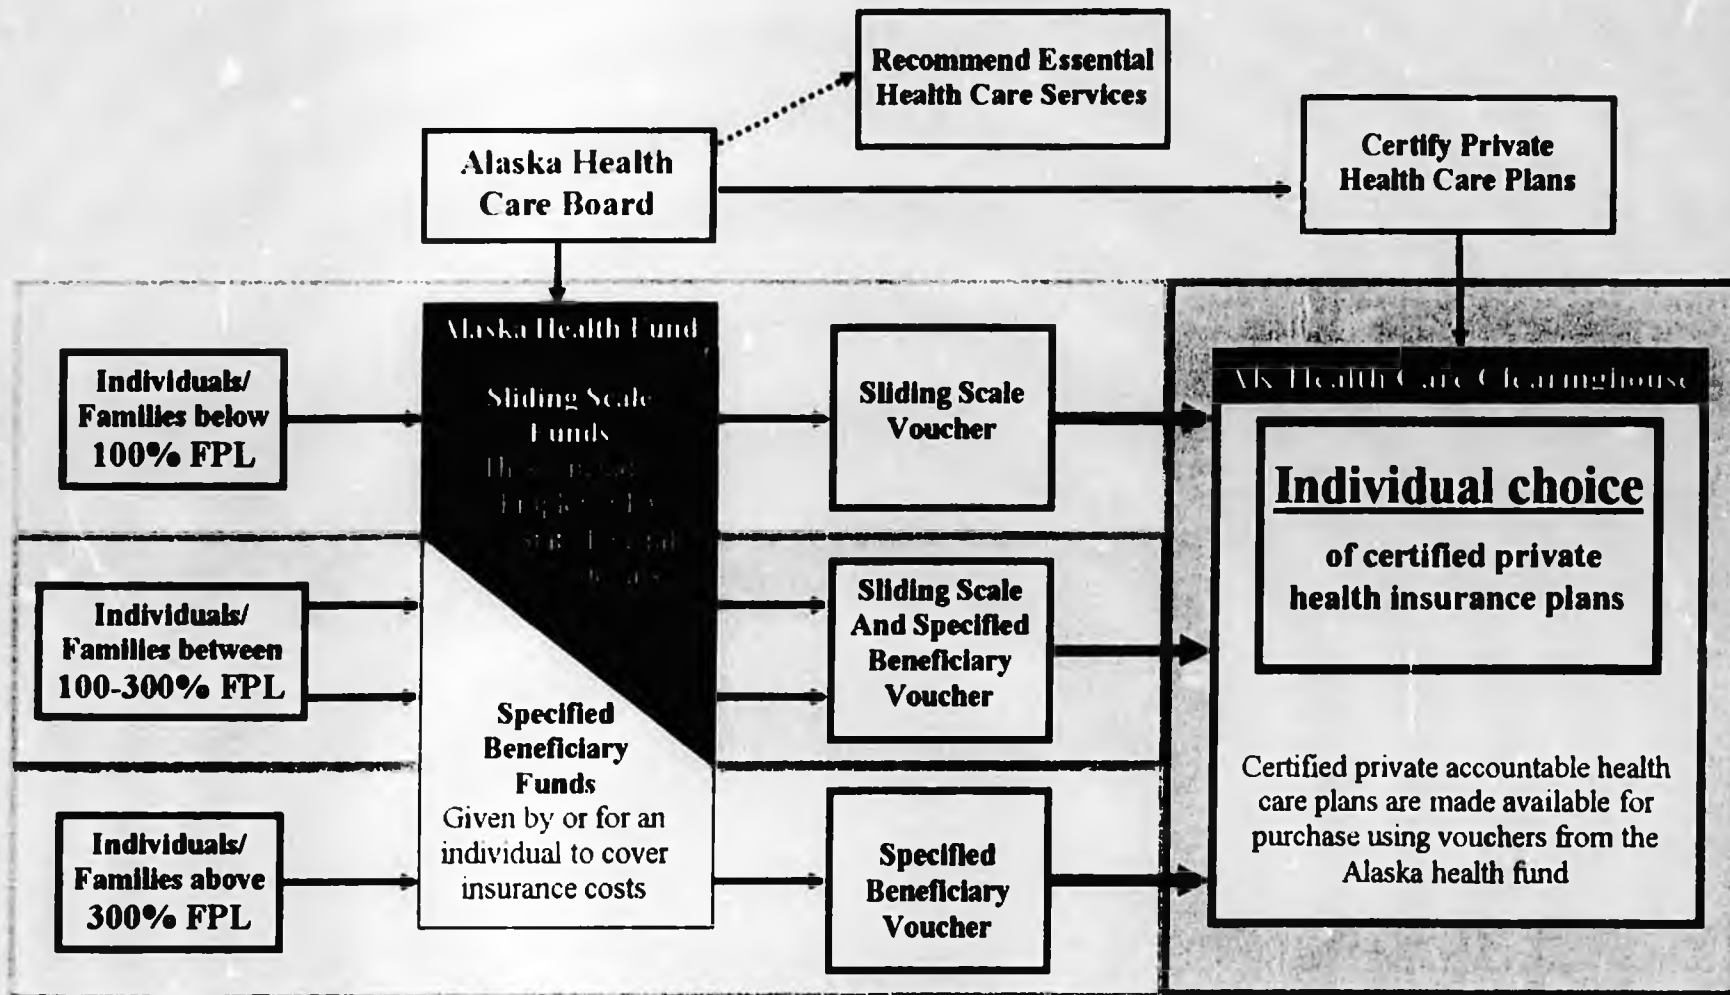 Recommend Essential
Health Care Services
Alaska Health
Care Board
Certify Private
Health Care Plans
Individuals/
Families below
100% FPL
Alaska Health Fund
Sliding Scale
Funds
Sliding Scale
Voucher
AK Health Care Clearinghouse
Individual choice
of certified private
health insurance plans
Individuals/
Families between
100-300% FPL
Sliding Scale
And Specified
Beneficiary
Voucher
Specified
Beneficiary
Funds
Given by or for an
individual to cover
insurance costs
Certified private accountable health
care plans are made available for
purchase using vouchers from the
Alaska health fund
Individuals/
Families above
300% FPL
Specified
Beneficiary
Voucher